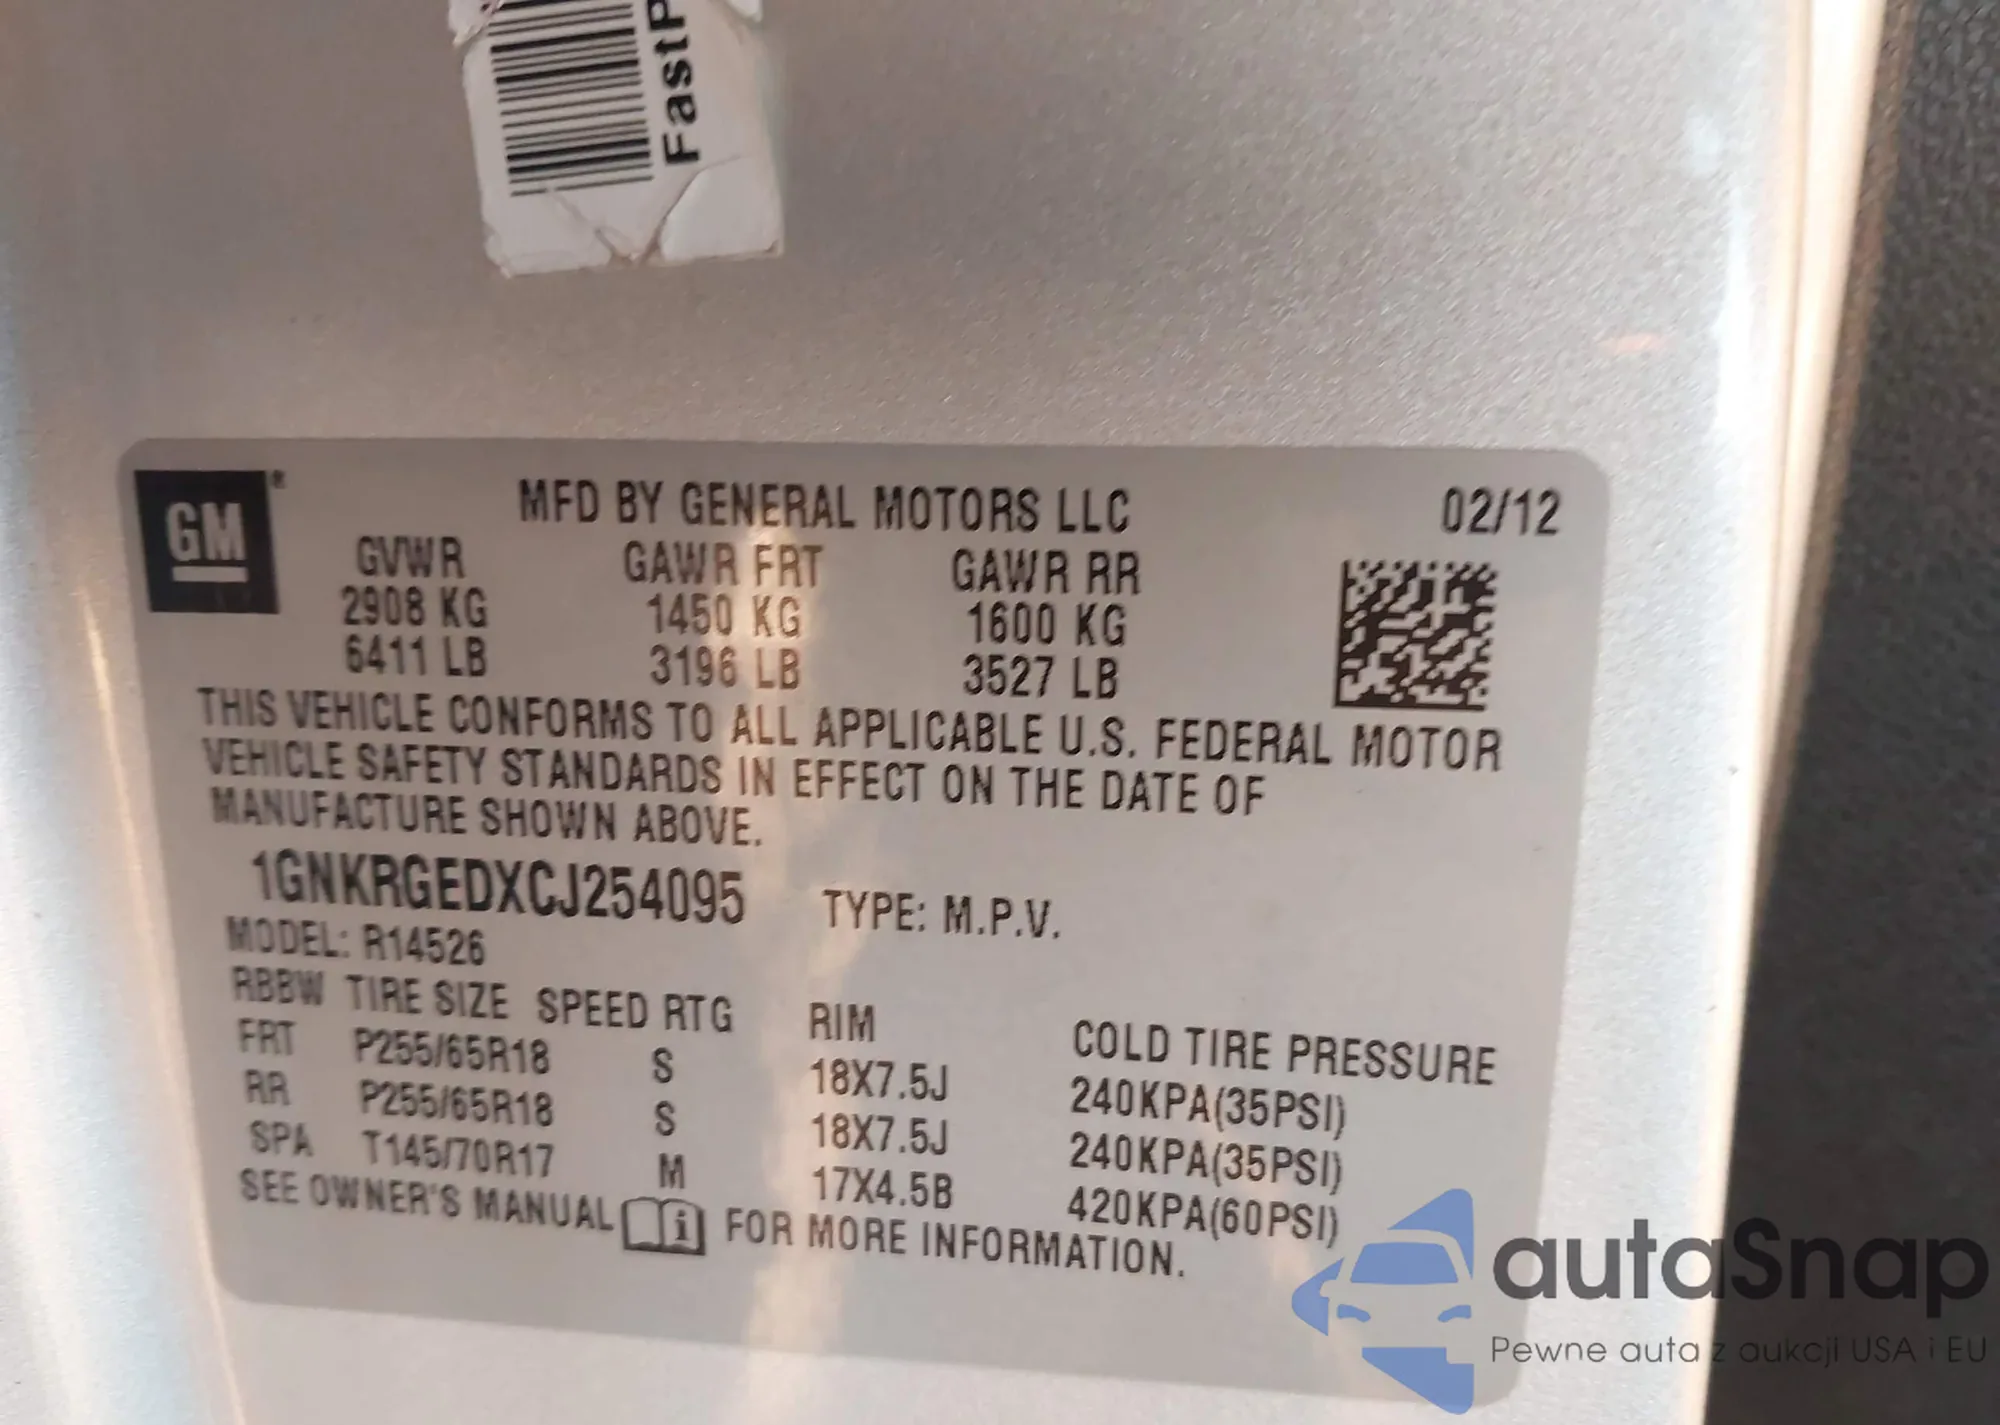 FastP
GM
MFD BY GENERAL MOTORS LLC 02/12
GVWR GAWR FRT GAWR RR
2908 KG 1450 KG 1600 KG
6411 LB 3196 LB 3527 LB
THIS VEHICLE CONFORMS TO ALL APPLICABLE U.S. FEDERAL MOTOR
VEHICLE SAFETY STANDARDS IN EFFECT ON THE DATE OF
MANUFACTURE SHOWN ABOVE.
1GNKRGEDXCJ254095 TYPE: M.P.V.
MODEL: R14526
RBBW TIRE SIZE SPEED RTG RIM COLD TIRE PRESSURE
FRT P255/65R18 S 18X7.5J 240KPA(35PSI)
RR P255/65R18 S 18X7.5J 240KPA(35PSI)
SPA T145/70R17 M 17X4.5B 420KPA(60PSI)
SEE OWNER'S MANUAL i FOR MORE INFORMATION.
autaSnap
Pewne auta z aukcji USA i EU